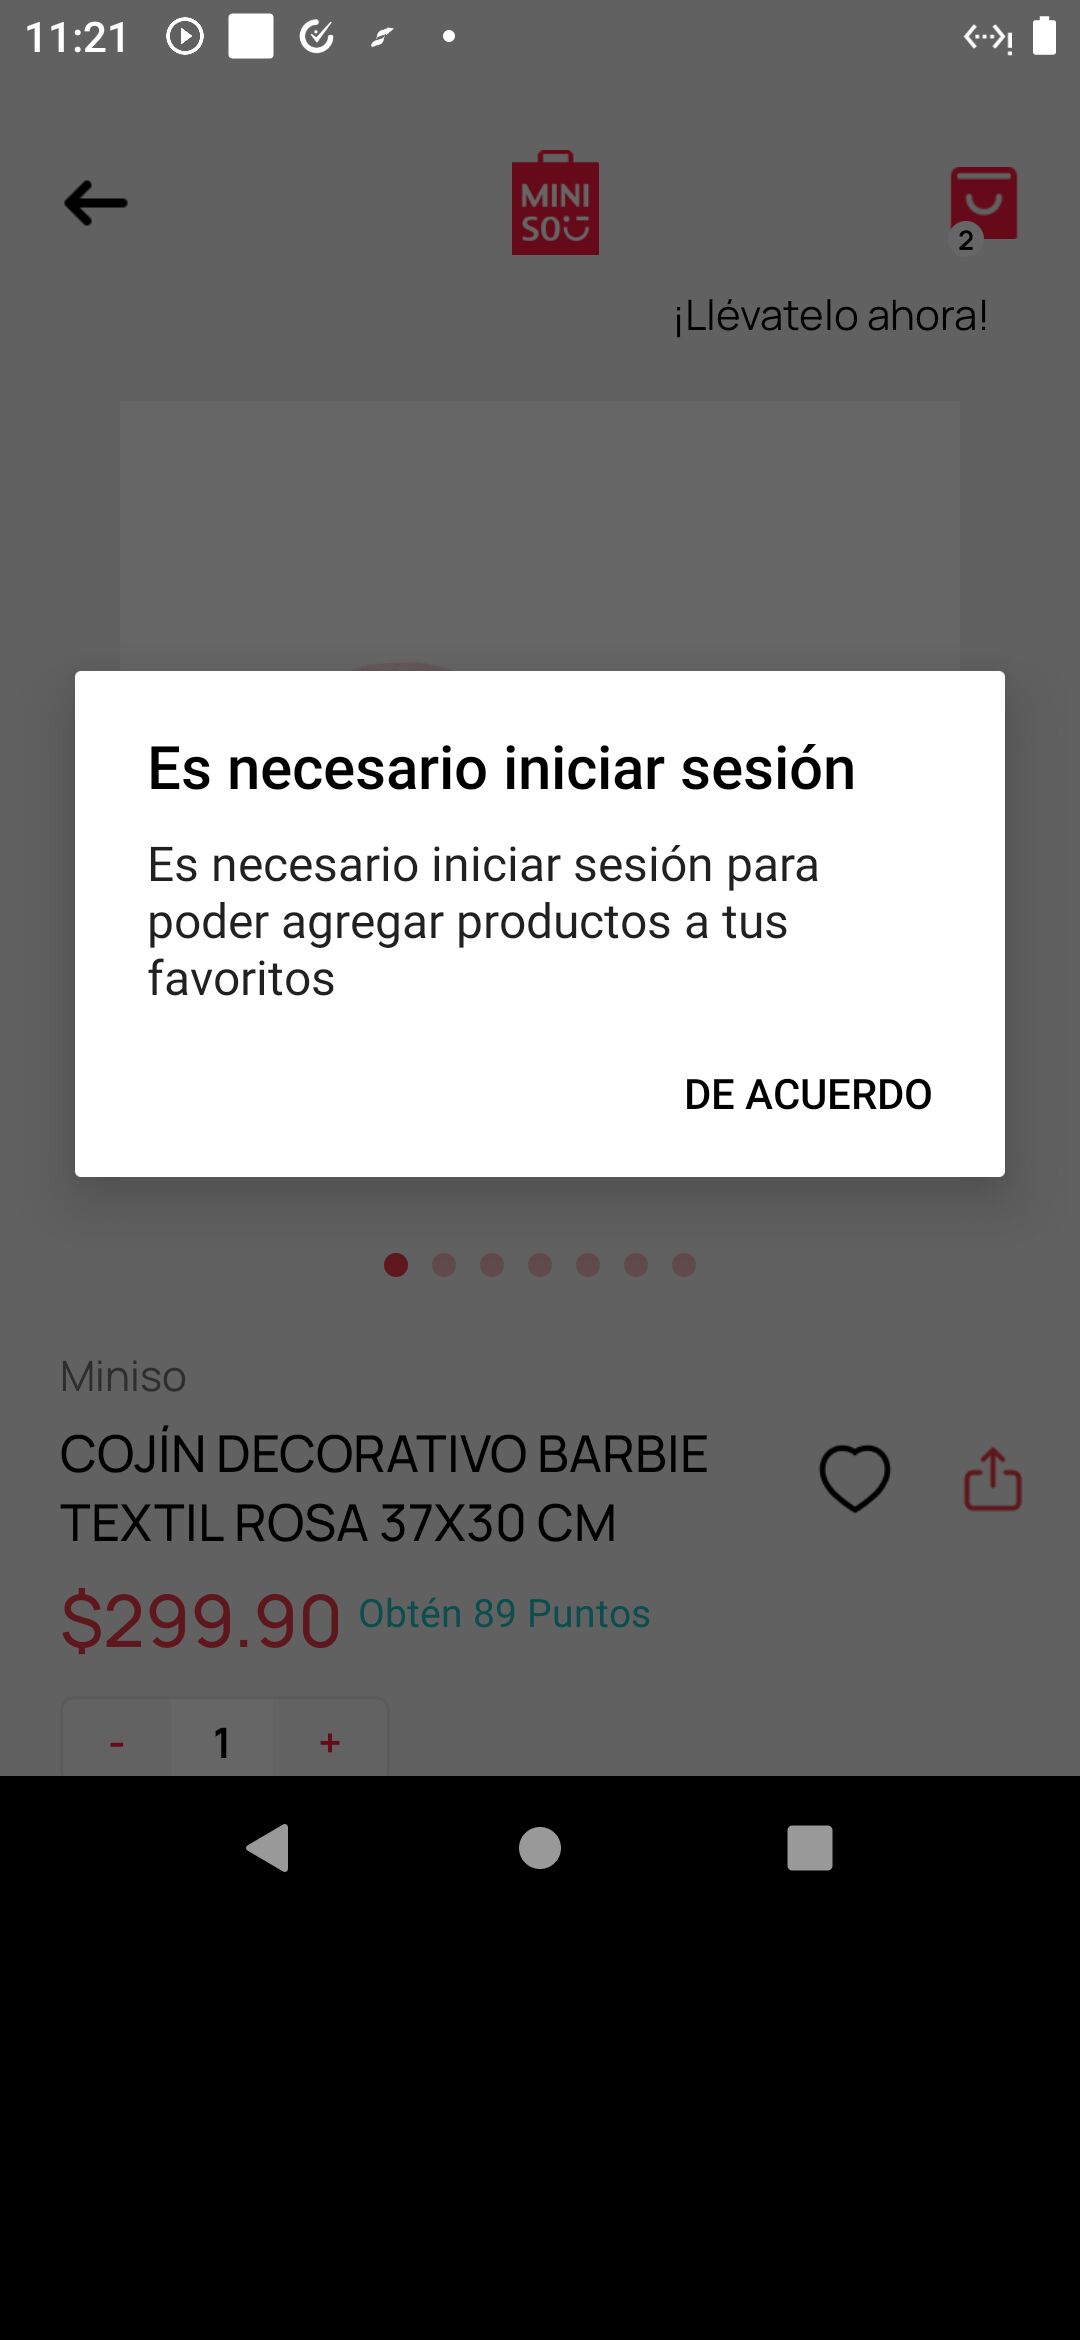 11:21
MINI
SO
2
¡Llévatelo ahora!
Es necesario iniciar sesión
Es necesario iniciar sesión para
poder agregar productos a tus
favoritos
DE ACUERDO
Miniso
COJÍN DECORATIVO BARBIE
TEXTIL ROSA 37X30 CM
$299.90 Obtén 89 Puntos
- 1 +